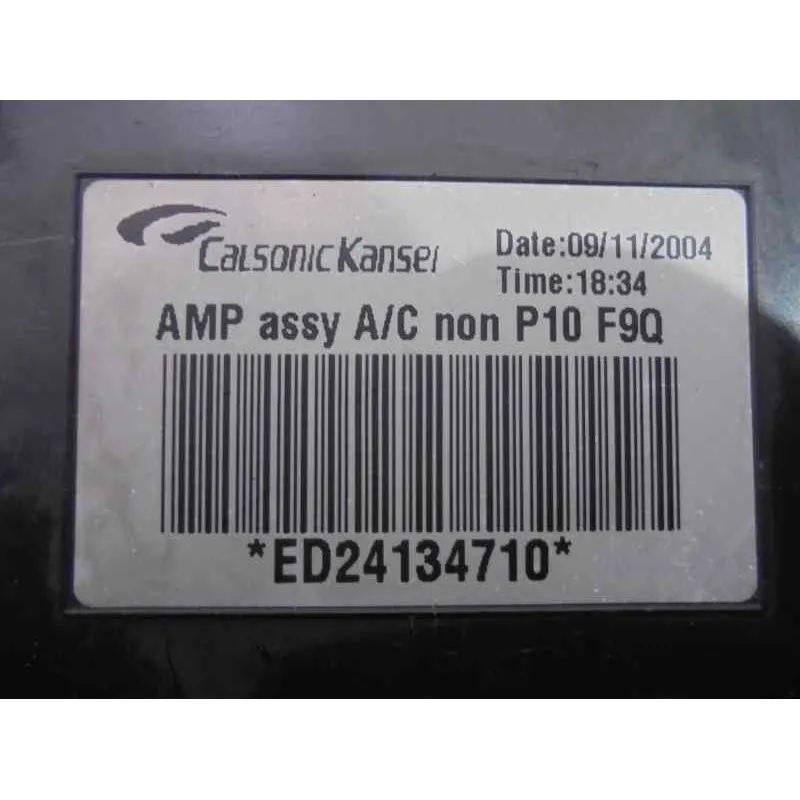 CalsonicKansei
Date:09/11/2004
Time:18:34
AMP assy A/C non P10 F9Q
*ED24134710*